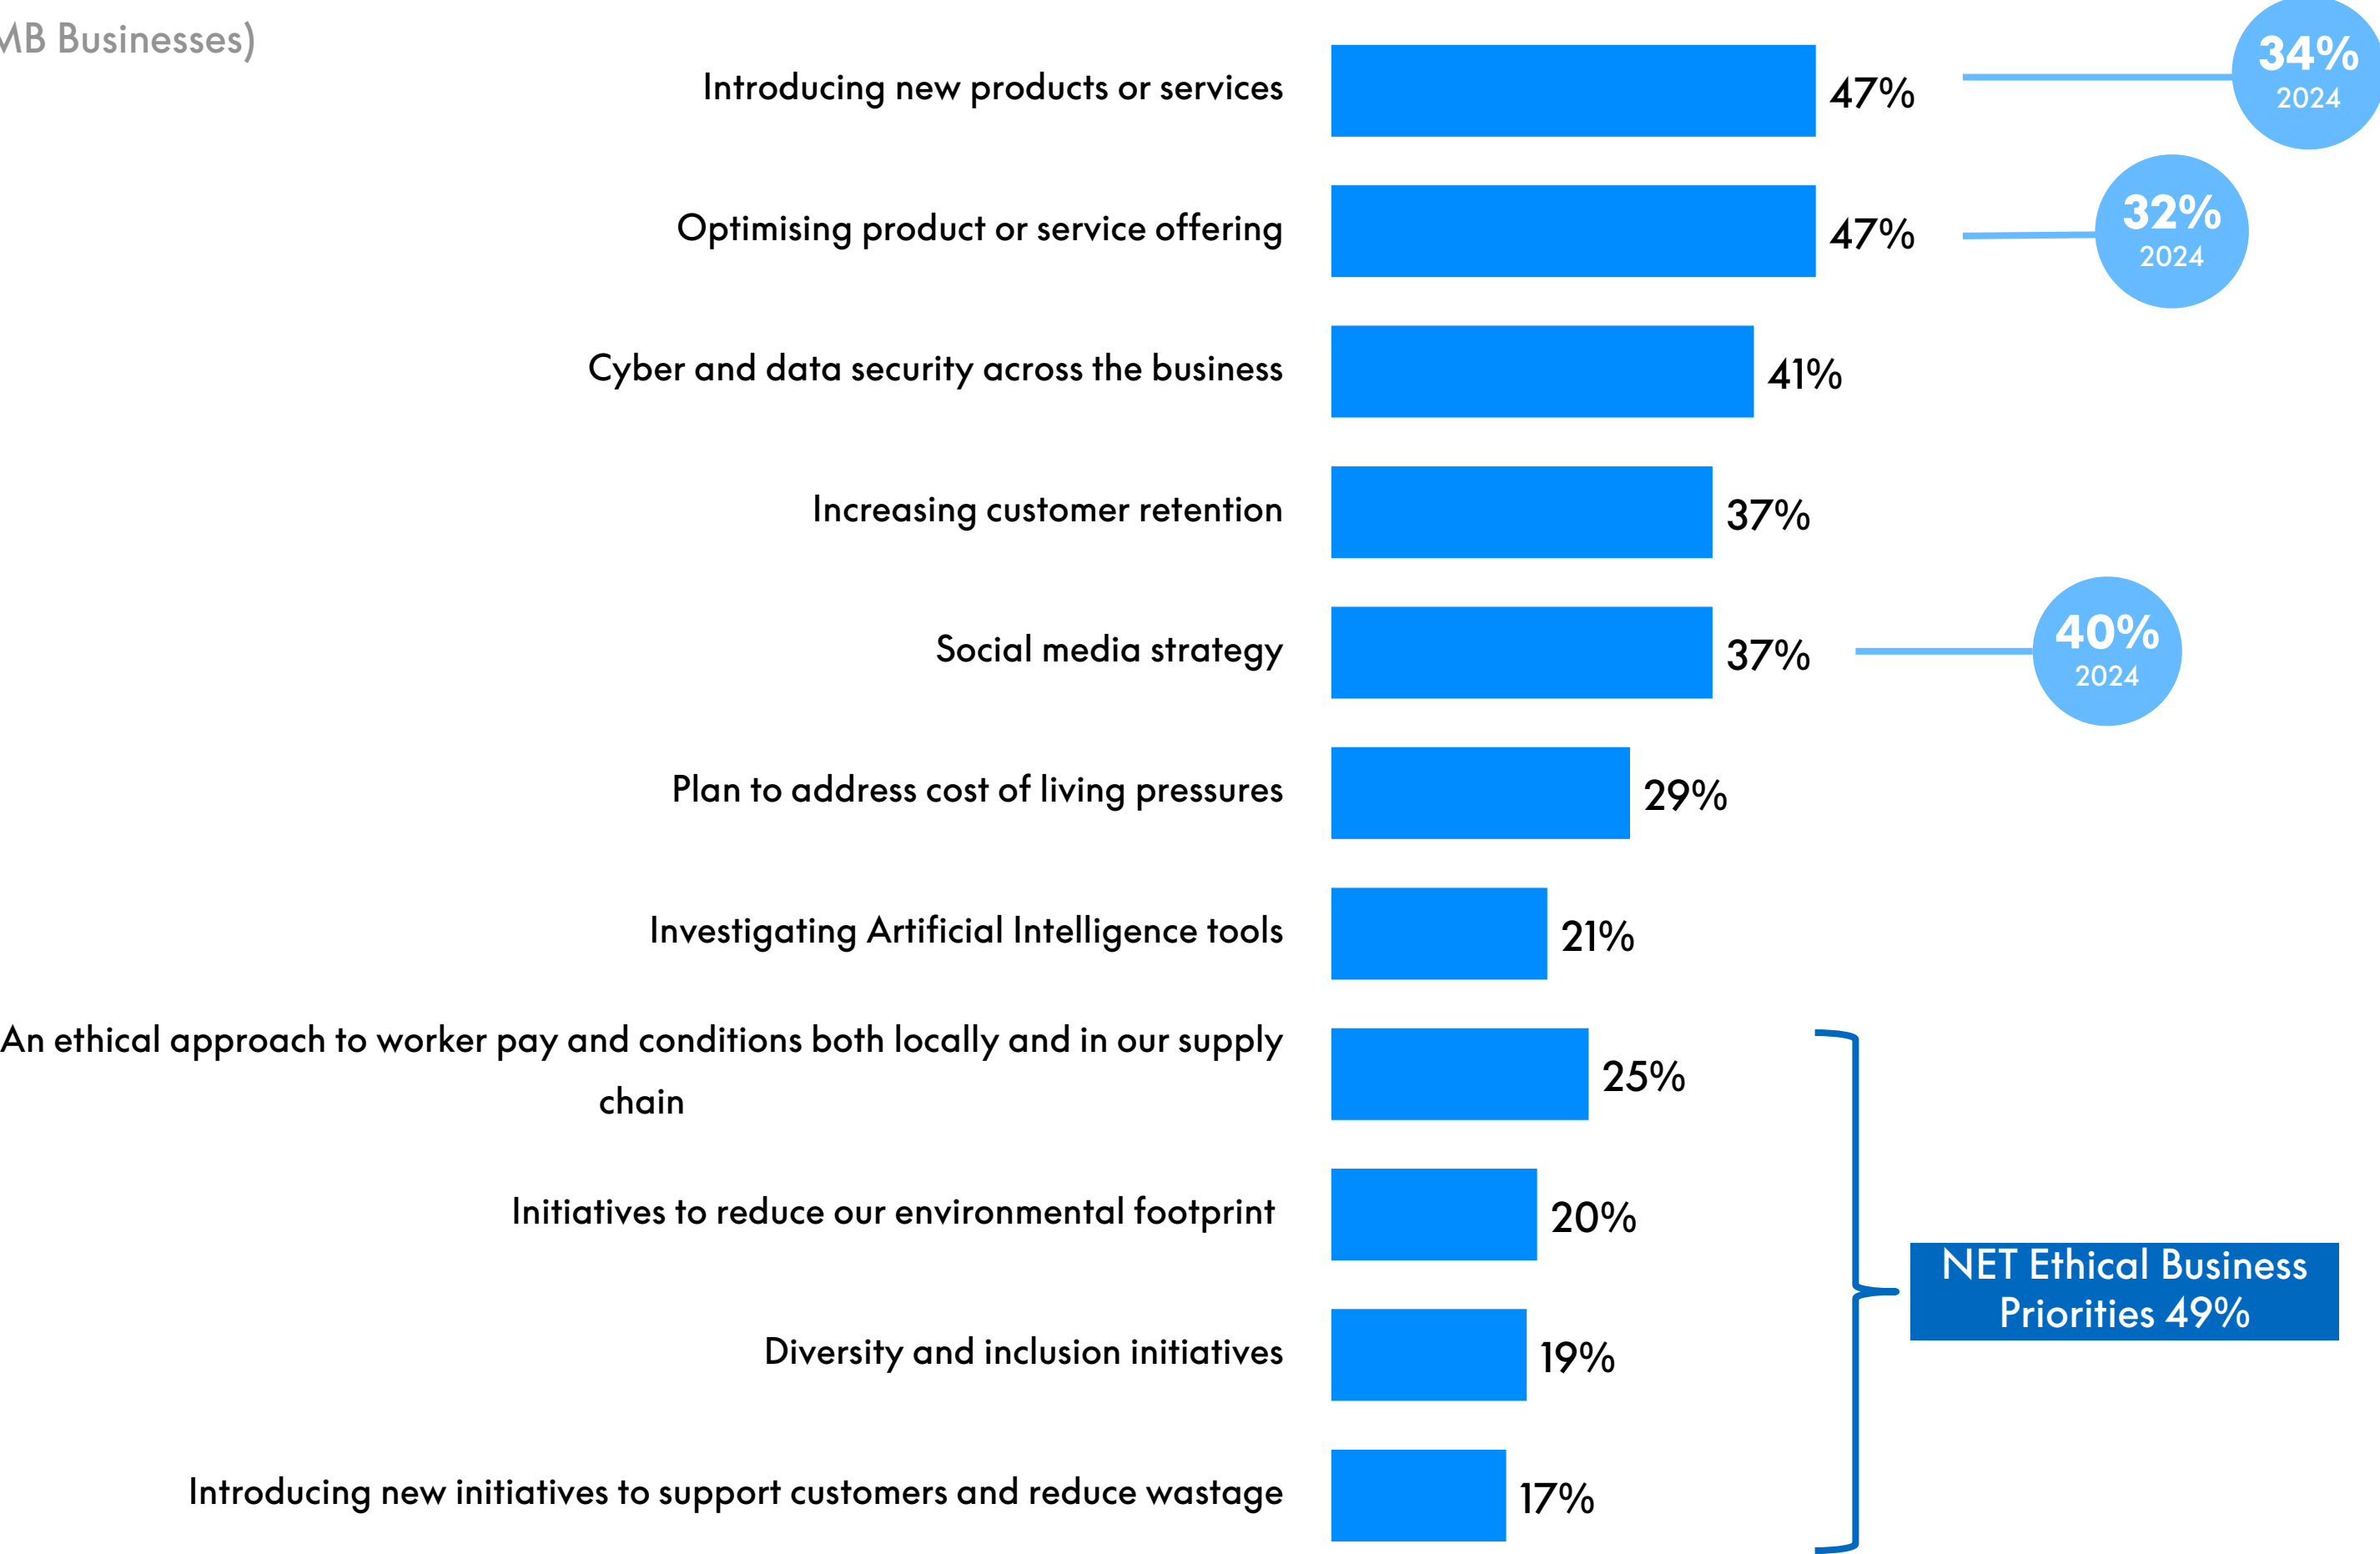 Businesses)
Introducing new products or services
47%
34%
2024
Optimising product or service offering
47%
32%
2024
Cyber and data security across the business
41%
Increasing customer retention
37%
Social media strategy
37%
40%
2024
Plan to address cost of living pressures
29%
Investigating Artificial Intelligence tools
21%
An ethical approach to worker pay and conditions both locally and in our supply
chain
25%
Initiatives to reduce our environmental footprint
20%
Diversity and inclusion initiatives
19%
Introducing new initiatives to support customers and reduce wastage
17%
NET Ethical Business
Priorities 49%